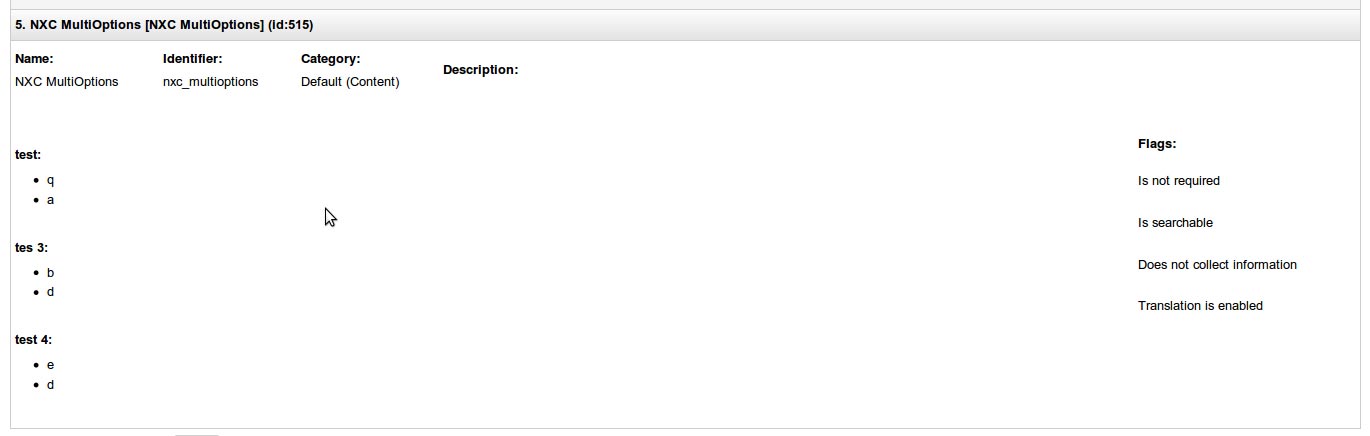 5. NXC MultiOptions [NXC MultiOptions] (id:515)
Name: Identifier: Category: Description:
NXC MultiOptions nxc_multioptions Default (Content)
Flags:
test:
q
Is not required
a
Is searchable
tes 3:
Does not collect information
b
d
Translation is enabled
test 4:
e
d